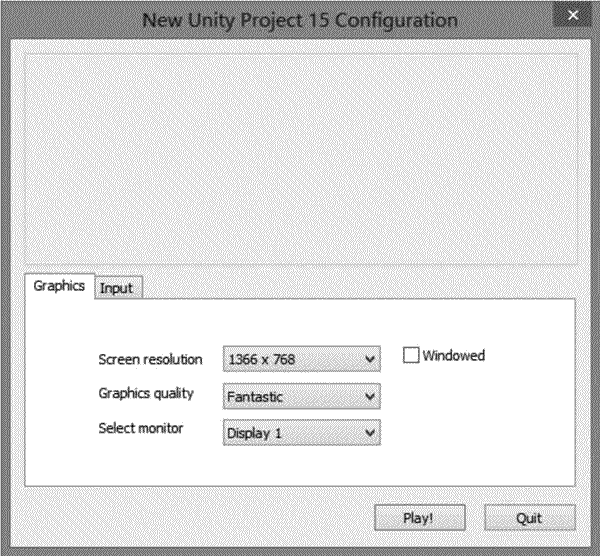 New Unity Project 15 Configuration
Graphics
Input
Screen resolution
1366 x 768
Windowed
Graphics quality
Fantastic
Select monitor
Display 1
Play!
Quit